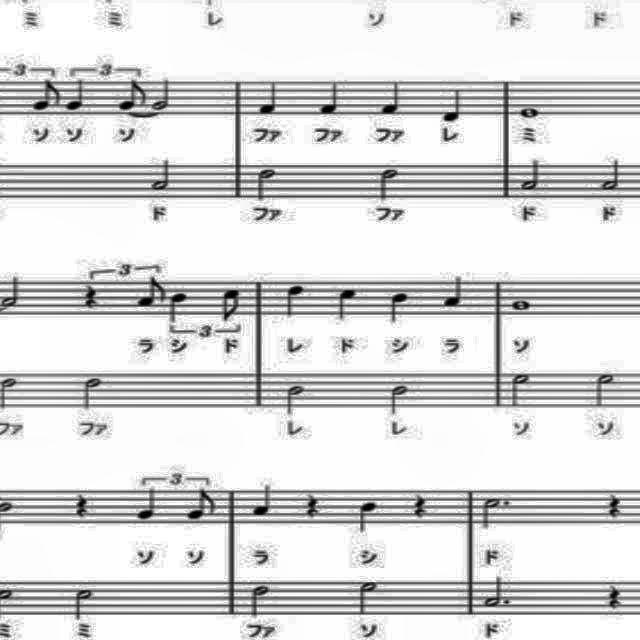 ミ ミ レ ソ ド ド
3 3
ソ ソ ソ ファ ファ ファ レ ミ
ド ファ ファ ド ド
3
3
ラ シ ド レ ド シ ラ ソ
ファ ファ レ レ ソ ソ
3
ソ ソ ラ シ ド
ミ ミ ファ ソ ド